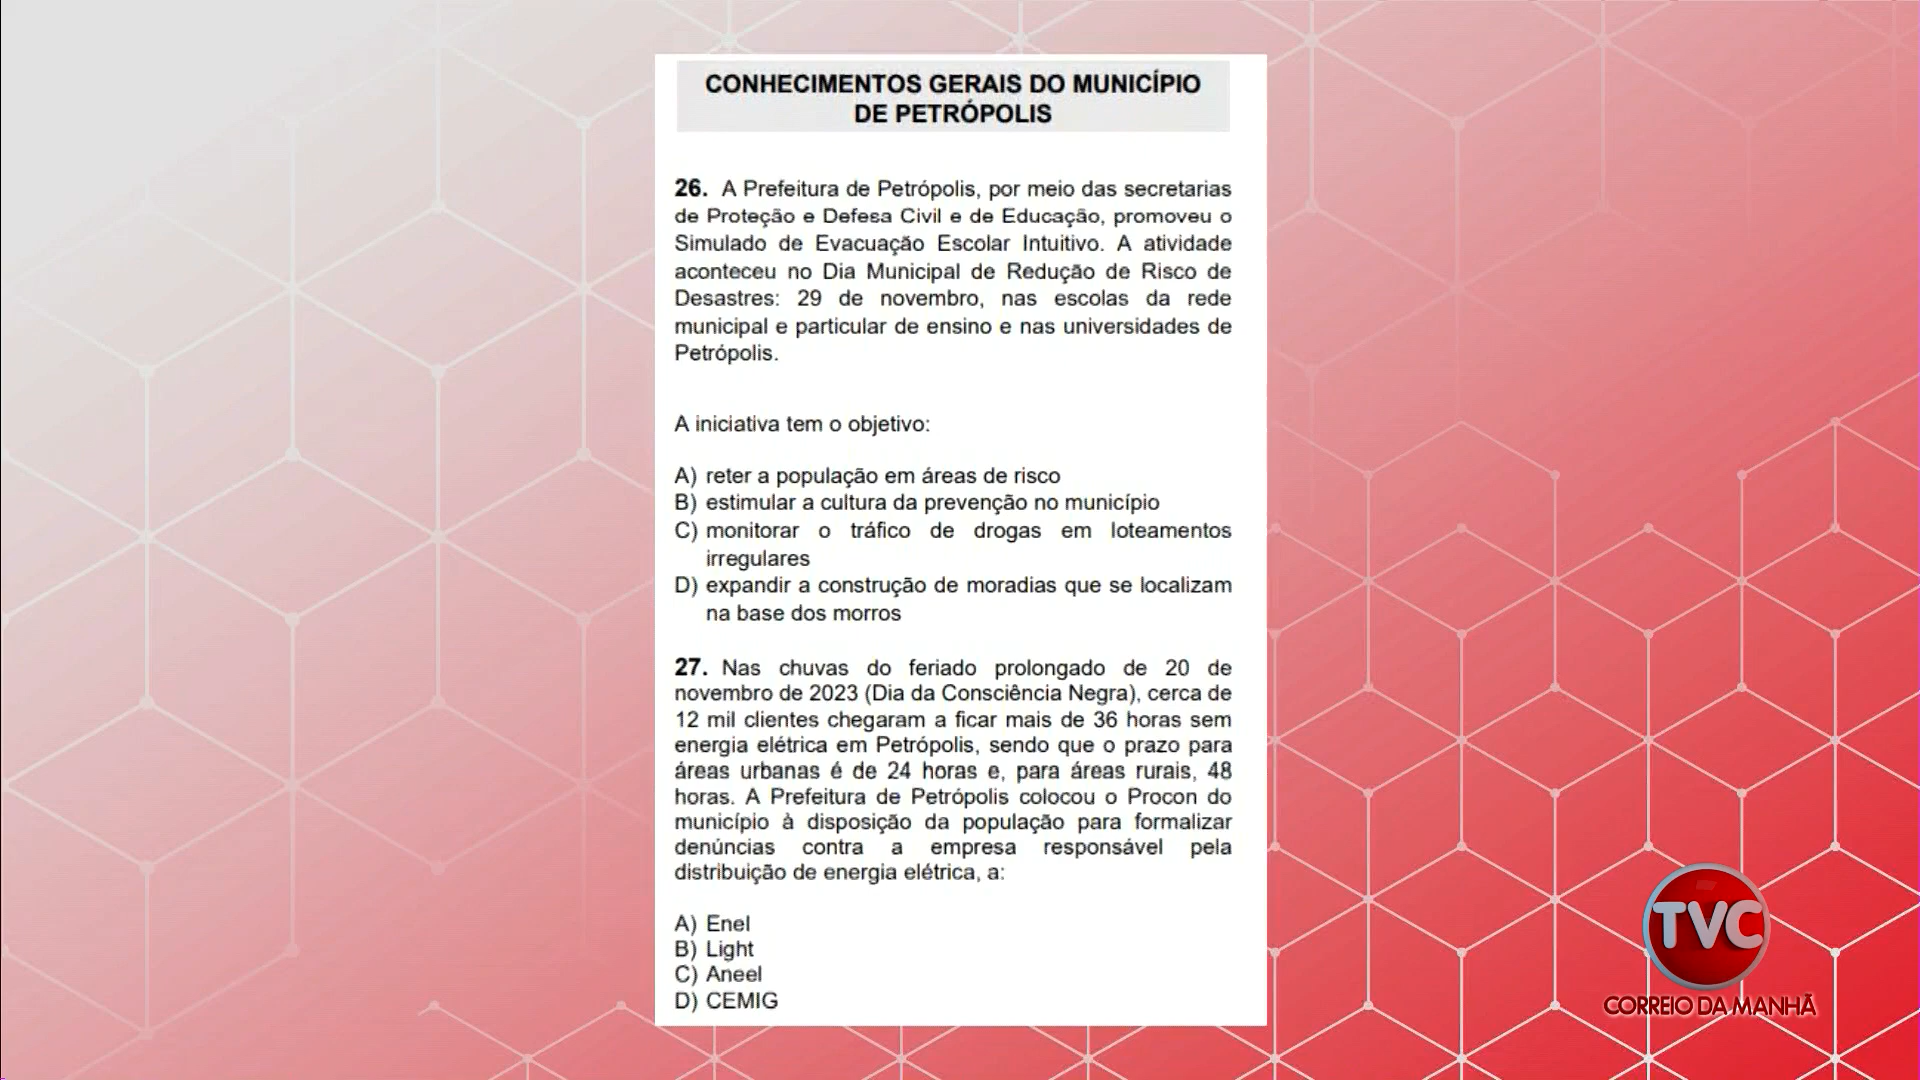 CONHECIMENTOS GERAIS DO MUNICÍPIO
DE PETRÓPOLIS
26. A Prefeitura de Petrópolis, por meio das secretarias
de Proteção e Defesa Civil e de Educação, promoveu o
Simulado de Evacuação Escolar Intuitivo. A atividade
aconteceu no Dia Municipal de Redução de Risco de
Desastres: 29 de novembro, nas escolas da rede
municipal e particular de ensino e nas universidades de
Petrópolis.
A iniciativa tem o objetivo:
A) reter a população em áreas de risco
B) estimular a cultura da prevenção no município
C) monitorar o tráfico de drogas em loteamentos
irregulares
D) expandir a construção de moradias que se localizam
na base dos morros
27. Nas chuvas do feriado prolongado de 20 de
novembro de 2023 (Dia da Consciência Negra), cerca de
12 mil clientes chegaram a ficar mais de 36 horas sem
energia elétrica em Petrópolis, sendo que o prazo para
áreas urbanas é de 24 horas e, para áreas rurais, 48
horas. A Prefeitura de Petrópolis colocou o Procon do
município à disposição da população para formalizar
denúncias contra a empresa responsável pela
distribuição de energia elétrica, a:
A) Enel
B) Light
C) Aneel
D) CEMIG
TVC
CORREIO DA MANHÃ